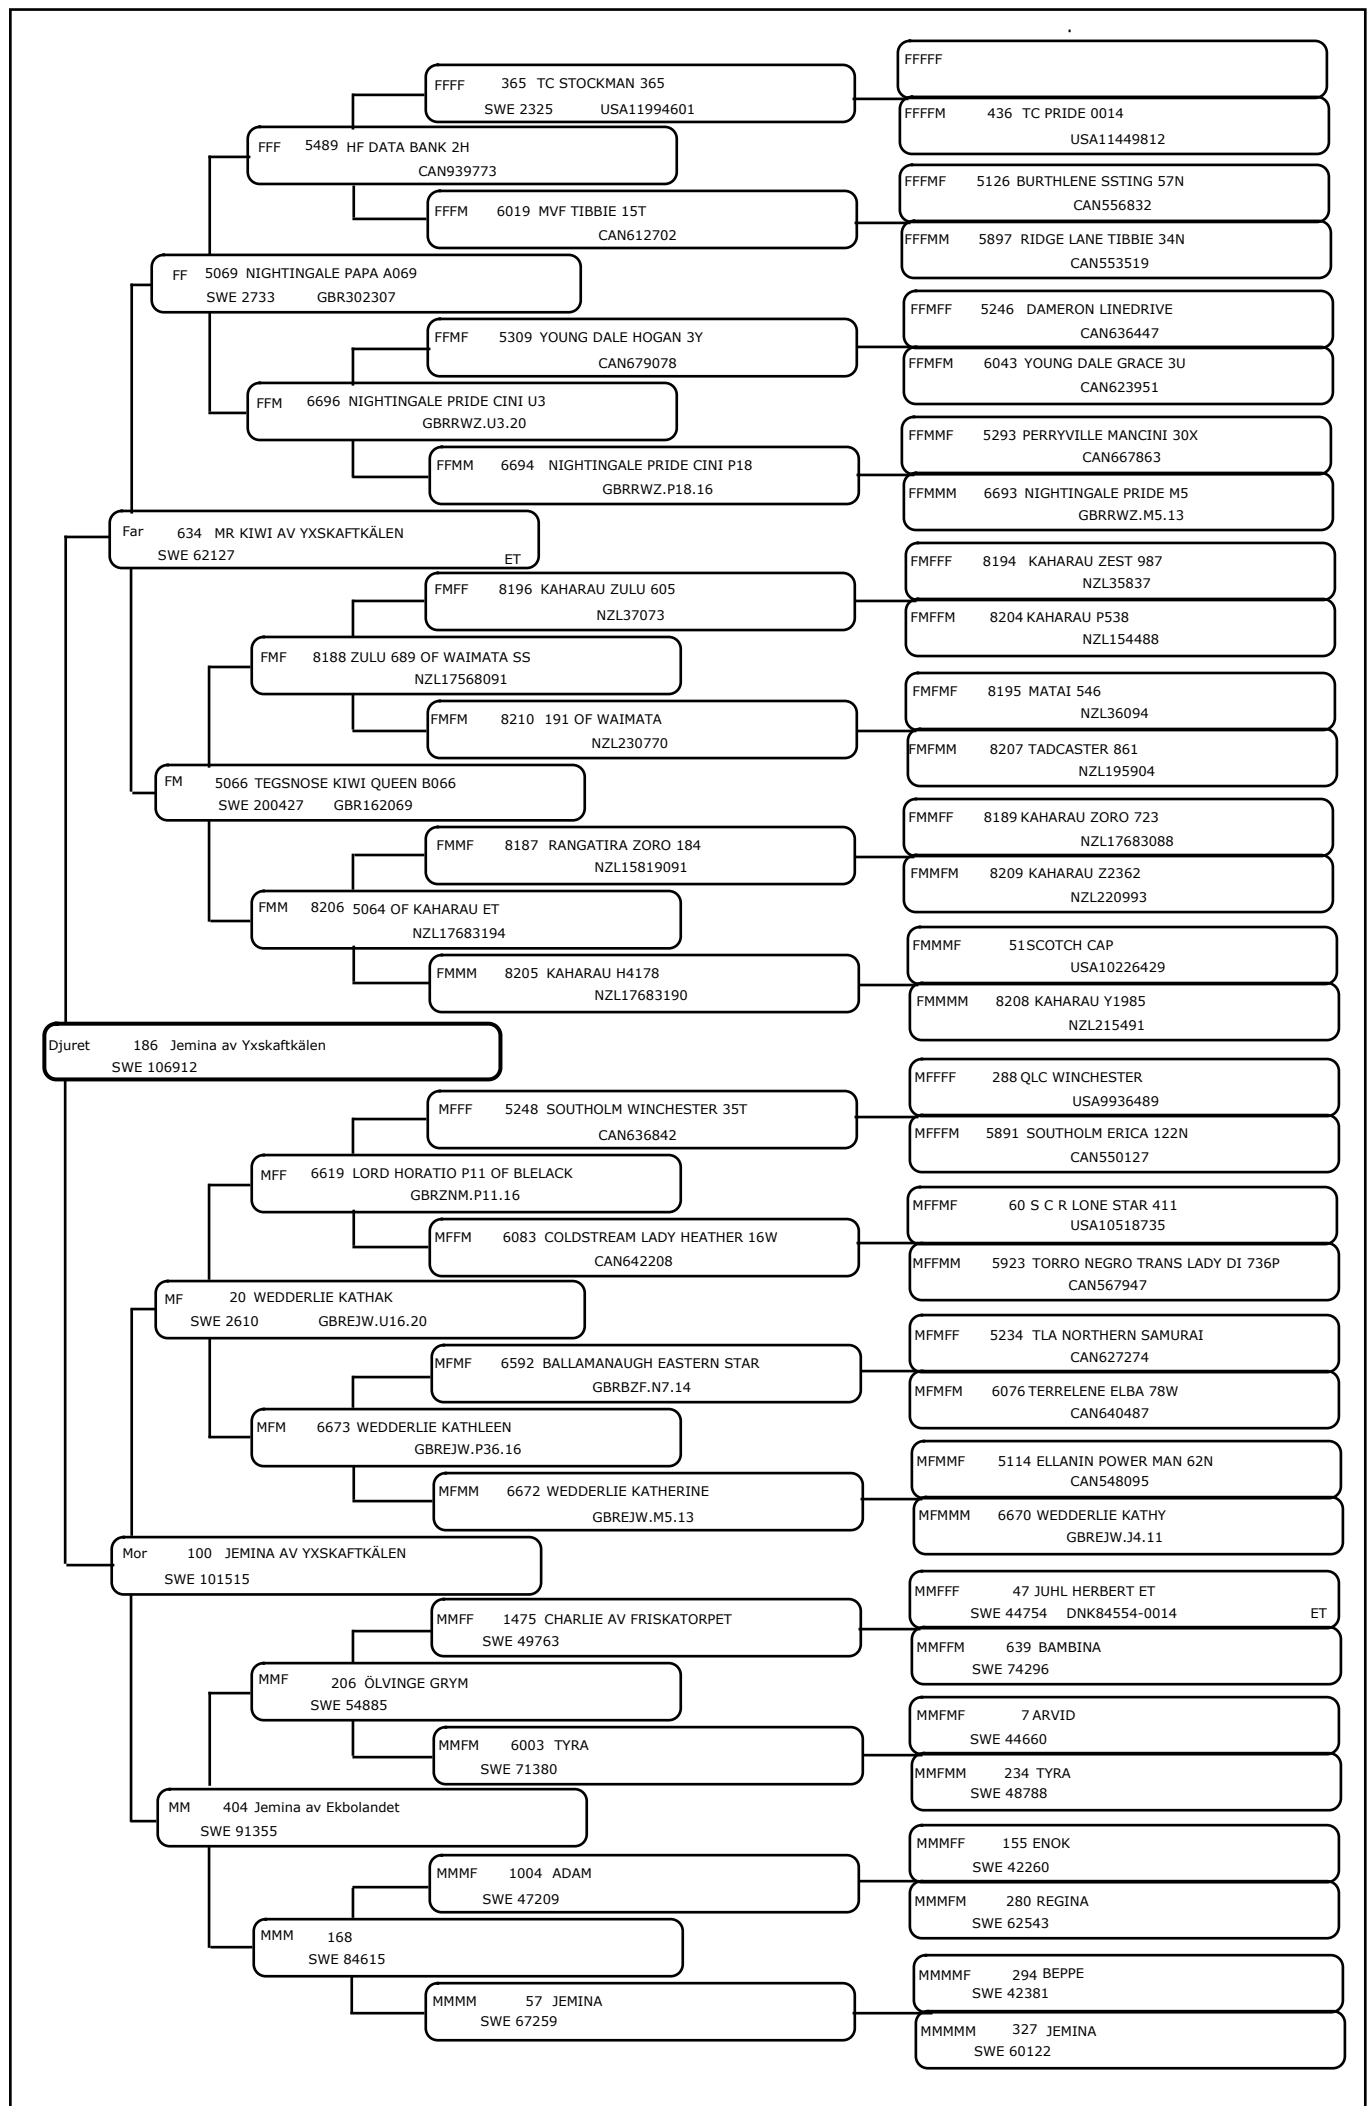 FFFFF
FFFF 365 TC STOCKMAN 365
SWE 2325 USA11994601
FFFFM 436 TC PRIDE 0014
USA11449812
FFF 5489 HF DATA BANK 2H
CAN939773
FFFMF 5126 BURTHLENE SSTING 57N
CAN556832
FFFM 6019 MVF TIBBIE 15T
CAN612702
FFFMM 5897 RIDGE LANE TIBBIE 34N
CAN553519
FF 5069 NIGHTINGALE PAPA A069
SWE 2733 GBR302307
FFMFF 5246 DAMERON LINEDRIVE
CAN636447
FFMF 5309 YOUNG DALE HOGAN 3Y
CAN679078
FFMFM 6043 YOUNG DALE GRACE 3U
CAN623951
FFM 6696 NIGHTINGALE PRIDE CINI U3
GBRRWZ.U3.20
FFMMF 5293 PERRYVILLE MANCINI 30X
CAN667863
FFMM 6694 NIGHTINGALE PRIDE CINI P18
GBRRWZ.P18.16
FFMMM 6693 NIGHTINGALE PRIDE M5
GBRRWZ.M5.13
Far 634 MR KIWI AV YXSKAFTKÄLEN
SWE 62127 ET
FMFFF 8194 KAHARAU ZEST 987
NZL35837
FMFF 8196 KAHARAU ZULU 605
NZL37073
FMFFM 8204 KAHARAU P538
NZL154488
FMF 8188 ZULU 689 OF WAIMATA SS
NZL17568091
FMFMF 8195 MATAI 546
NZL36094
FMFM 8210 191 OF WAIMATA
NZL230770
FMFMM 8207 TADCASTER 861
NZL195904
FM 5066 TEGSNOSE KIWI QUEEN B066
SWE 200427 GBR162069
FMMFF 8189 KAHARAU ZORO 723
NZL17683088
FMMF 8187 RANGATIRA ZORO 184
NZL15819091
FMMFM 8209 KAHARAU Z2362
NZL220993
FMM 8206 5064 OF KAHARAU ET
NZL17683194
FMMMF 51 SCOTCH CAP
USA10226429
FMMM 8205 KAHARAU H4178
NZL17683190
FMMMM 8208 KAHARAU Y1985
NZL215491
Djuret 186 Jemina av Yxskaftkälen
SWE 106912
MFFFF 288 QLC WINCHESTER
USA9936489
MFFF 5248 SOUTHOLM WINCHESTER 35T
CAN636842
MFFFM 5891 SOUTHOLM ERICA 122N
CAN550127
MFF 6619 LORD HORATIO P11 OF BLELACK
GBRZNM.P11.16
MFFMF 60 S C R LONE STAR 411
USA10518735
MFFM 6083 COLDSTREAM LADY HEATHER 16W
CAN642208
MFFMM 5923 TORRO NEGRO TRANS LADY DI 736P
CAN567947
MF 20 WEDDERLIE KATHAK
SWE 2610 GBREJW.U16.20
MFMFF 5234 TLA NORTHERN SAMURAI
CAN627274
MFMF 6592 BALLAMANAUGH EASTERN STAR
GBRBZF.N7.14
MFMFM 6076 TERRELENE ELBA 78W
CAN640487
MFM 6673 WEDDERLIE KATHLEEN
GBREJW.P36.16
MFMMF 5114 ELLANIN POWER MAN 62N
CAN548095
MFMM 6672 WEDDERLIE KATHERINE
GBREJW.M5.13
MFMMM 6670 WEDDERLIE KATHY
GBREJW.J4.11
Mor 100 JEMINA AV YXSKAFTKÄLEN
SWE 101515
MMFFF 47 JUHL HERBERT ET
SWE 44754 DNK84554-0014 ET
MMFF 1475 CHARLIE AV FRISKATORPET
SWE 49763
MMFFM 639 BAMBINA
SWE 74296
MMF 206 ÖLVINGE GRYM
SWE 54885
MMFMF 7 ARVID
SWE 44660
MMFM 6003 TYRA
SWE 71380
MMFMM 234 TYRA
SWE 48788
MM 404 Jemina av Ekbolandet
SWE 91355
MMMFF 155 ENOK
SWE 42260
MMMF 1004 ADAM
SWE 47209
MMMFM 280 REGINA
SWE 62543
MMM 168
SWE 84615
MMMMF 294 BEPPE
SWE 42381
MMMM 57 JEMINA
SWE 67259
MMMMM 327 JEMINA
SWE 60122